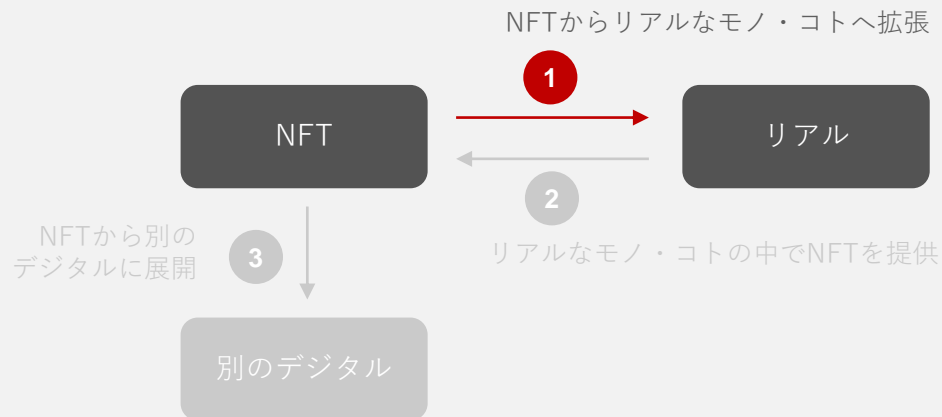 NFTからリアルなモノ・コトへ拡張
1
NFT
リアル
2
NFTから別の
デジタルに展開
3
リアルなモノ・コトの中でNFTを提供
別のデジタル